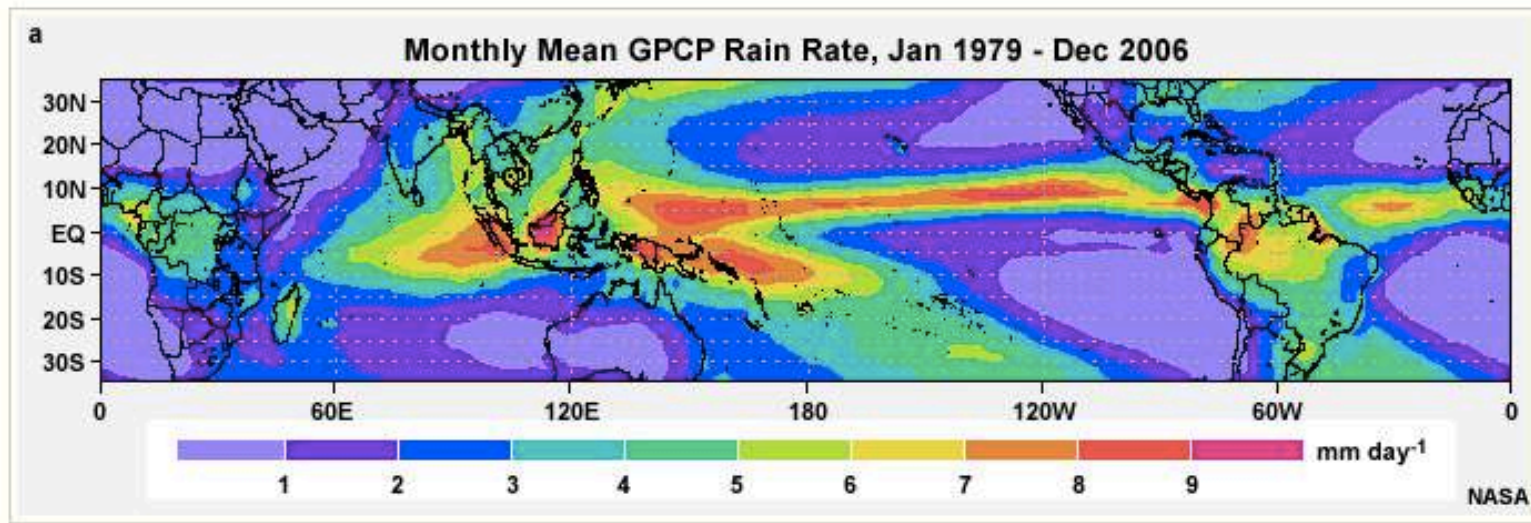 a
Monthly Mean GPCP Rain Rate, Jan 1979 - Dec 2006
30N
20N
10N
EQ
10S
20S
30S
0 60E 120E 180 120W 60W 0
mm day-1
1 2 3 4 5 6 7 8 9
NASA